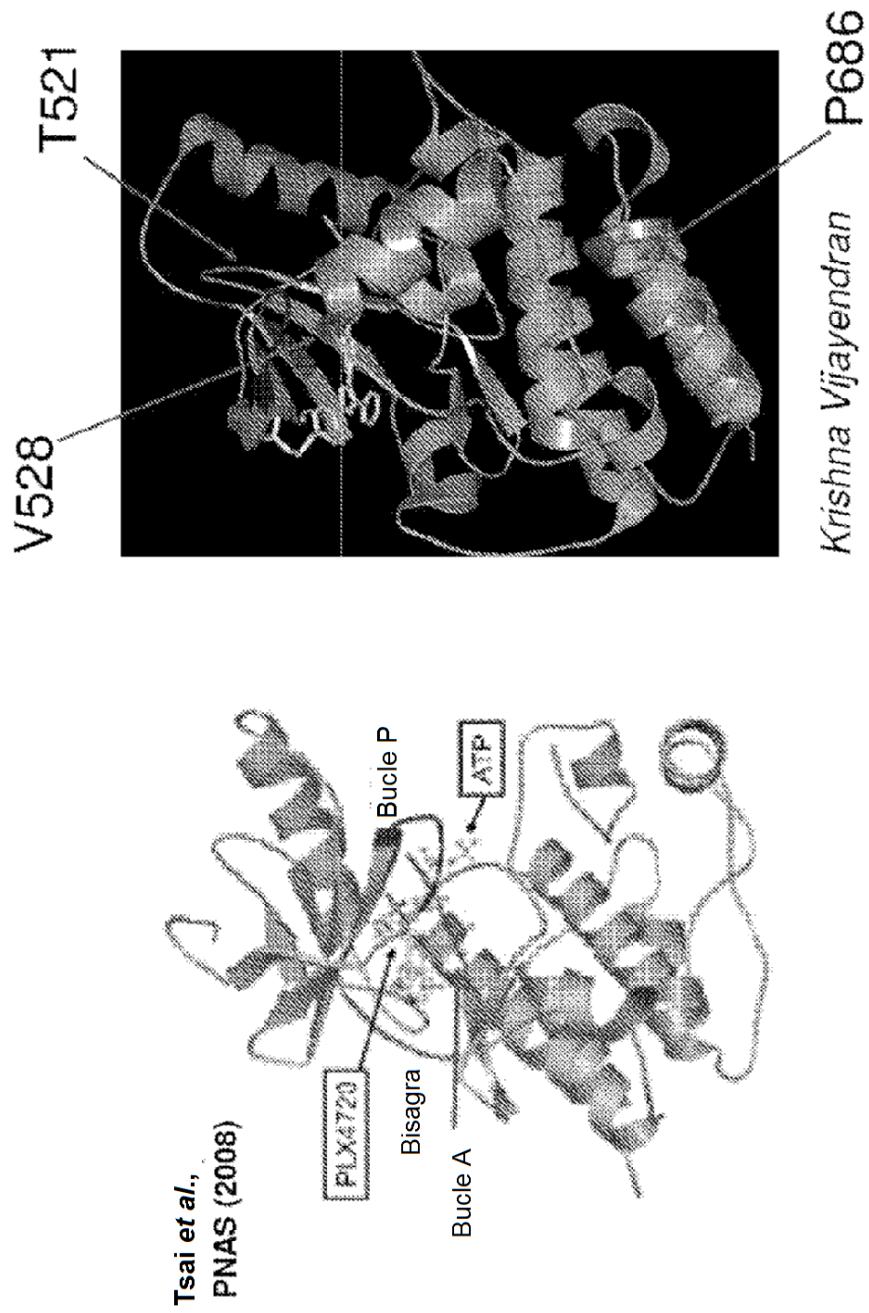 Tsai et al.,
PNAS (2008)
PLX4720
Bisagra
Bucle A
Bucle P
ATP
V528
T521
P686
Krishna Vijayendran